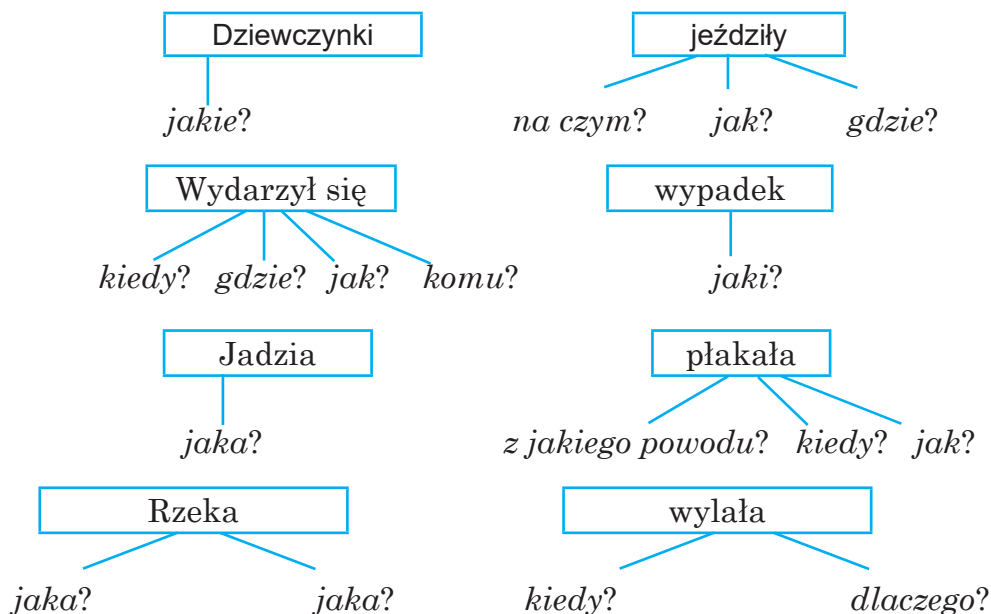 Dziewczynki jeździły
jakie? na czym? jak? gdzie?
Wydarzył się wypadek
kiedy? gdzie? jak? komu? jaki?
Jadzia płakała
jaka? z jakiego powodu? kiedy? jak?
Rzeka wylała
jaka? jaka? kiedy? dlaczego?